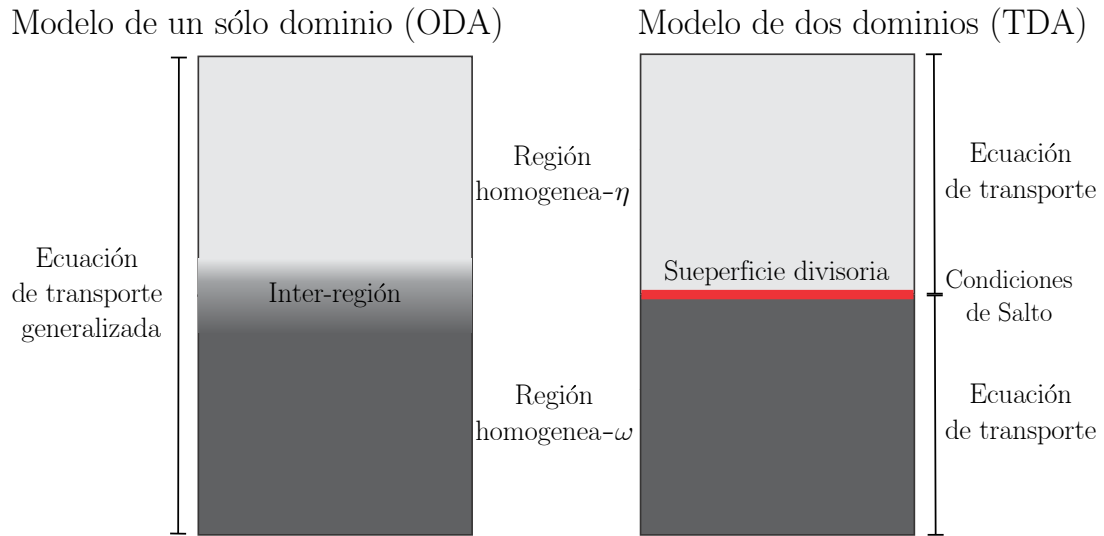 Modelo de un sólo dominio (ODA)
Modelo de dos dominios (TDA)
Ecuación
de transporte
generalizada
Inter-región
Región
homogenea-η
Región
homogenea-ω
Sueperficie divisoria
Ecuación
de transporte
Condiciones
de Salto
Ecuación
de transporte